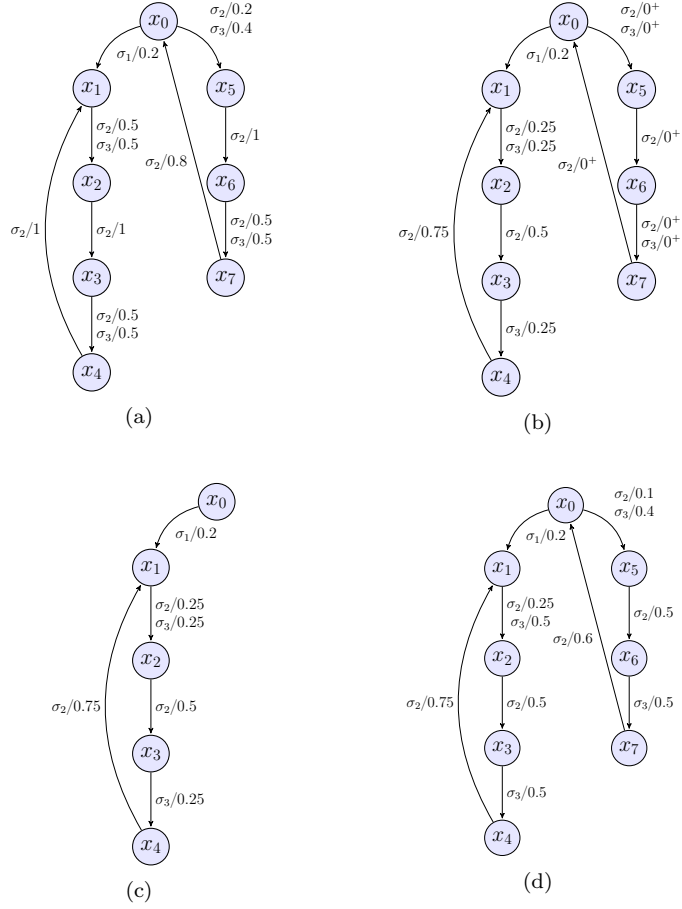 x₀
σ₂/0.2
σ₃/0.4
σ₁/0.2
x₁
x₅
σ₂/0.5
σ₃/0.5
σ₂/1
x₂
σ₂/0.8
x₆
σ₂/1
σ₂/1
σ₂/0.5
σ₃/0.5
x₃
x₇
σ₂/0.5
σ₃/0.5
x₄
(a)
x₀
σ₂/0⁺
σ₃/0⁺
σ₁/0.2
x₁
x₅
σ₂/0.25
σ₃/0.25
σ₂/0⁺
σ₂/0⁺
x₂
x₆
σ₂/0.75
σ₂/0.5
σ₂/0⁺
σ₃/0⁺
x₃
x₇
σ₃/0.25
x₄
(b)
x₀
σ₁/0.2
x₁
σ₂/0.25
σ₃/0.25
x₂
σ₂/0.75
σ₂/0.5
x₃
σ₃/0.25
x₄
(c)
x₀
σ₂/0.1
σ₃/0.4
σ₁/0.2
x₁
x₅
σ₂/0.25
σ₃/0.5
σ₂/0.5
σ₂/0.6
x₂
x₆
σ₂/0.75
σ₂/0.5
σ₃/0.5
x₃
x₇
σ₃/0.5
x₄
(d)